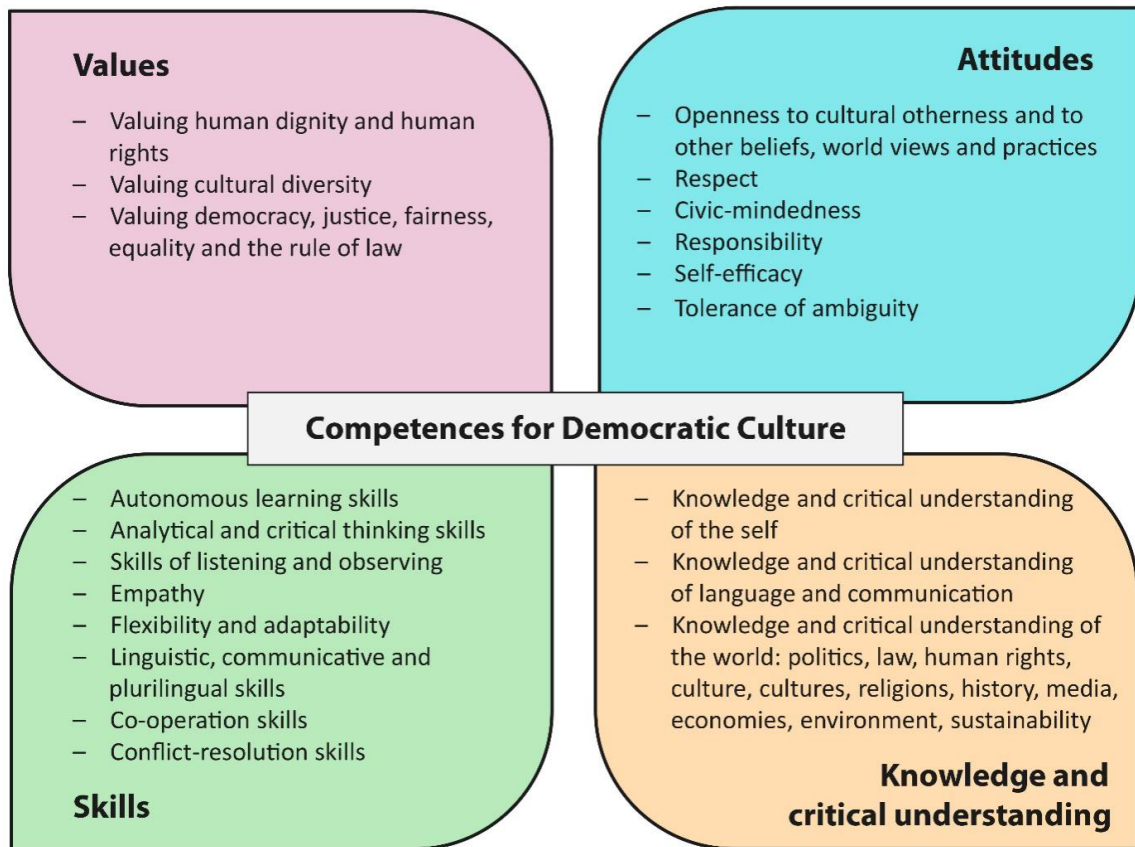 Values
– Valuing human dignity and human
rights
– Valuing cultural diversity
– Valuing democracy, justice, fairness,
equality and the rule of law
Attitudes
– Openness to cultural otherness and to
other beliefs, world views and practices
– Respect
– Civic-mindedness
– Responsibility
– Self-efficacy
– Tolerance of ambiguity
Competences for Democratic Culture
– Autonomous learning skills
– Analytical and critical thinking skills
– Skills of listening and observing
– Empathy
– Flexibility and adaptability
– Linguistic, communicative and
plurilingual skills
– Co-operation skills
– Conflict-resolution skills
Skills
– Knowledge and critical understanding
of the self
– Knowledge and critical understanding
of language and communication
– Knowledge and critical understanding of
the world: politics, law, human rights,
culture, cultures, religions, history, media,
economies, environment, sustainability
Knowledge and
critical understanding